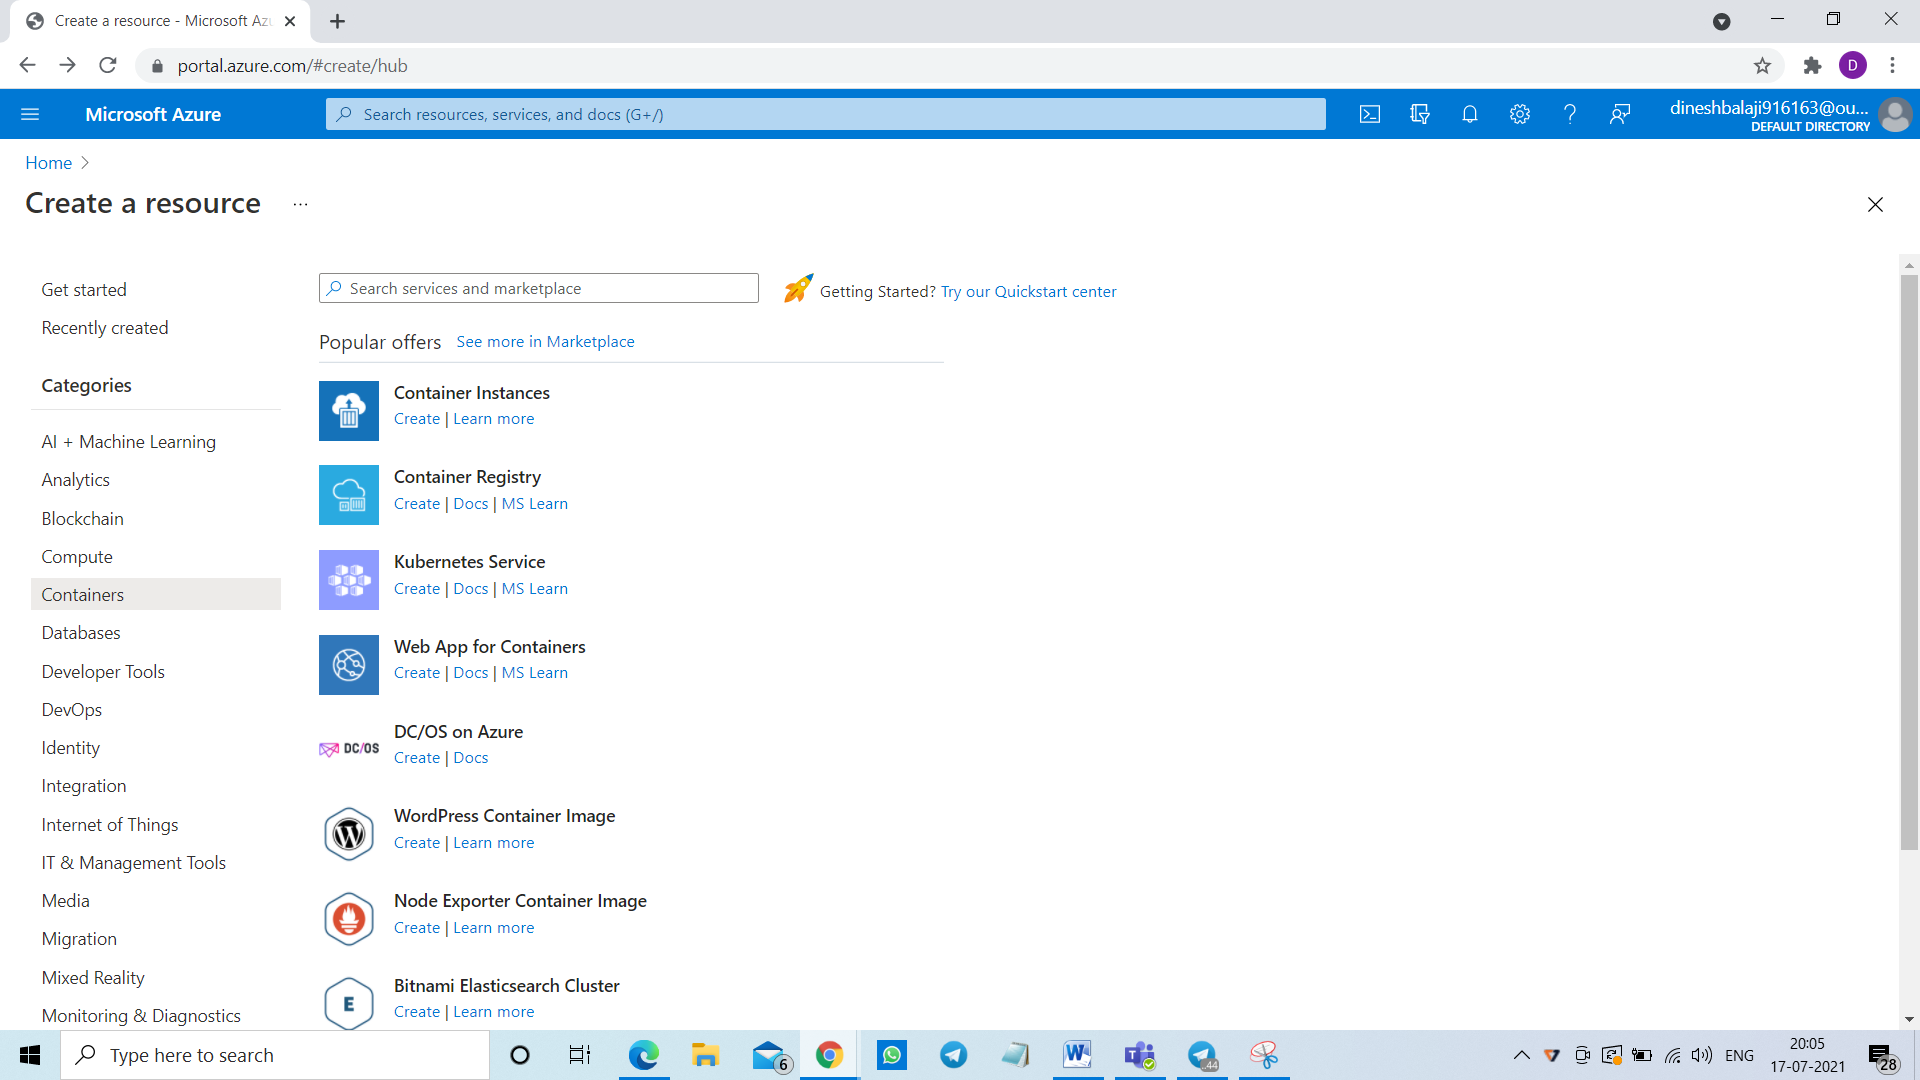 Create a resource - Microsoft Az
portal.azure.com/#create/hub
D
Microsoft Azure
Search resources, services, and docs (G+/)
dineshbalaji916163@ou...
DEFAULT DIRECTORY
Home
Create a resource
...
Get started
Recently created
Categories
AI + Machine Learning
Analytics
Blockchain
Compute
Containers
Databases
Developer Tools
DevOps
Identity
Integration
Internet of Things
IT & Management Tools
Media
Migration
Mixed Reality
Monitoring & Diagnostics
Search services and marketplace
Getting Started? Try our Quickstart center
Popular offers See more in Marketplace
Container Instances
Create | Learn more
Container Registry
Create | Docs | MS Learn
Kubernetes Service
Create | Docs | MS Learn
Web App for Containers
Create | Docs | MS Learn
DC/OS
DC/OS on Azure
Create | Docs
WordPress Container Image
Create | Learn more
Node Exporter Container Image
Create | Learn more
E
Bitnami Elasticsearch Cluster
Create | Learn more
Type here to search
6
44
ENG
20:05
17-07-2021
28